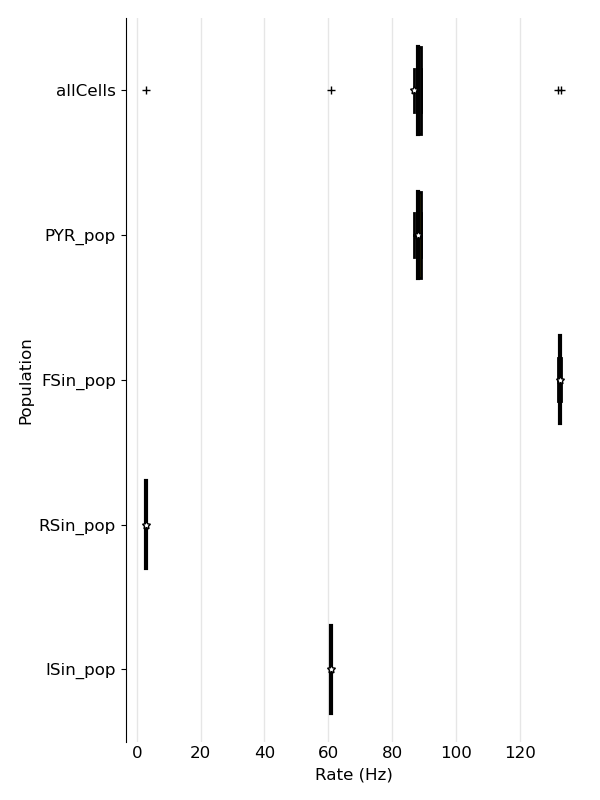 allCells
PYR_pop
FSin_pop
RSin_pop
ISin_pop
Population
0 20 40 60 80 100 120
Rate (Hz)